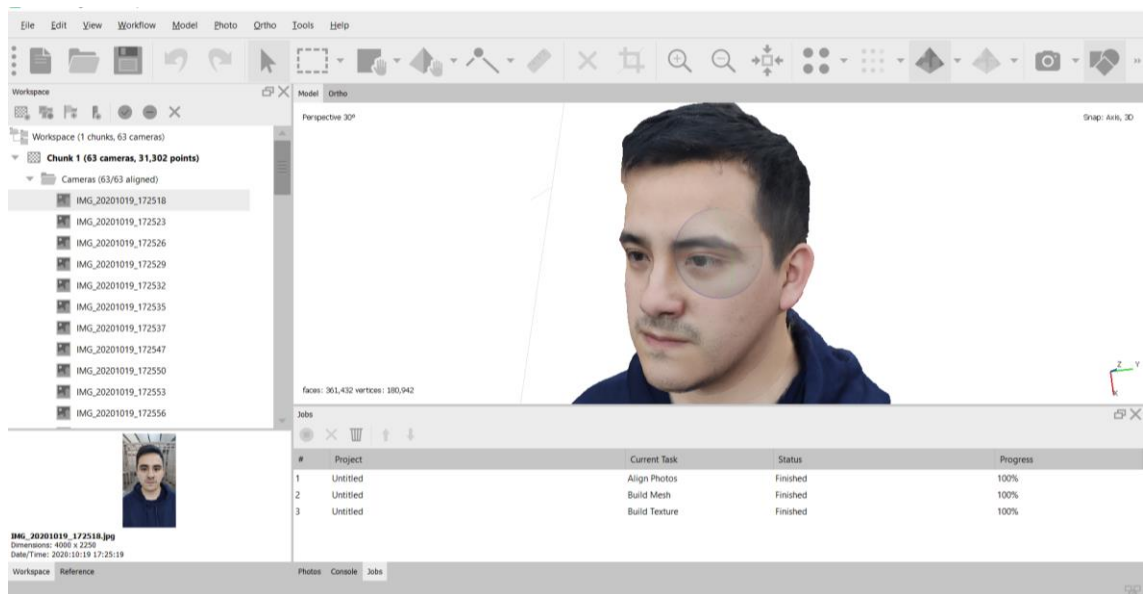 File Edit View Workflow Model Photo Ortho Tools Help
Workspace
Model Ortho
Perspective 30°
Snap: Axis, 3D
Workspace (1 chunks, 63 cameras)
Chunk 1 (63 cameras, 31,302 points)
Cameras (63/63 aligned)
IMG_20201019_172518
IMG_20201019_172523
IMG_20201019_172526
IMG_20201019_172529
IMG_20201019_172532
IMG_20201019_172535
IMG_20201019_172537
IMG_20201019_172547
IMG_20201019_172550
IMG_20201019_172553
IMG_20201019_172556
Z Y
X
faces: 361,432 vertices: 180,942
Jobs
# Project Current Task Status Progress
1 Untitled Align Photos Finished 100%
2 Untitled Build Mesh Finished 100%
3 Untitled Build Texture Finished 100%
IMG_20201019_172518.jpg
Dimensions: 4000 x 2250
Date/Time: 2020:10:19 17:25:19
Workspace Reference
Photos Console Jobs